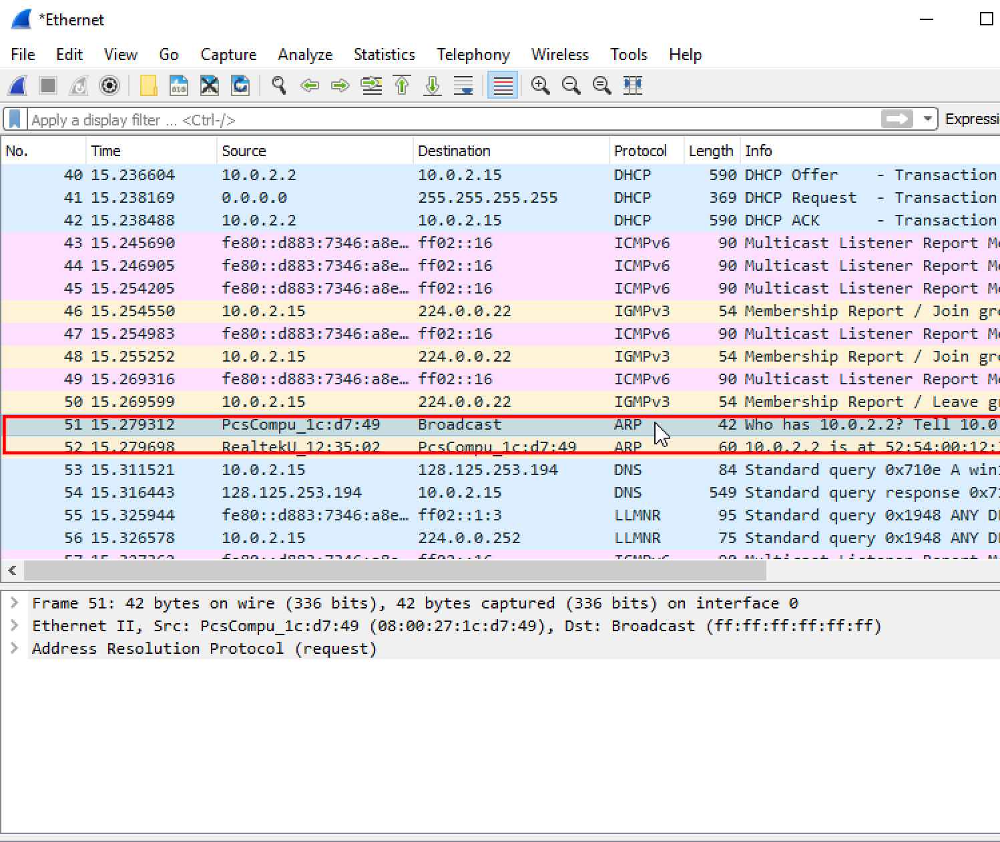 *Ethernet
File Edit View Go Capture Analyze Statistics Telephony Wireless Tools Help
Apply a display filter ... <Ctrl-/> Expressi
No. Time Source Destination Protocol Length Info
40 15.236604 10.0.2.2 10.0.2.15 DHCP 590 DHCP Offer - Transaction
41 15.238169 0.0.0.0 255.255.255.255 DHCP 369 DHCP Request - Transaction
42 15.238488 10.0.2.2 10.0.2.15 DHCP 590 DHCP ACK - Transaction
43 15.245690 fe80::d883:7346:a8e… ff02::16 ICMPv6 90 Multicast Listener Report M
44 15.246905 fe80::d883:7346:a8e… ff02::16 ICMPv6 90 Multicast Listener Report M
45 15.254205 fe80::d883:7346:a8e… ff02::16 ICMPv6 90 Multicast Listener Report M
46 15.254550 10.0.2.15 224.0.0.22 IGMPv3 54 Membership Report / Join gr
47 15.254983 fe80::d883:7346:a8e… ff02::16 ICMPv6 90 Multicast Listener Report M
48 15.255252 10.0.2.15 224.0.0.22 IGMPv3 54 Membership Report / Join gr
49 15.269316 fe80::d883:7346:a8e… ff02::16 ICMPv6 90 Multicast Listener Report M
50 15.269599 10.0.2.15 224.0.0.22 IGMPv3 54 Membership Report / Leave gr
51 15.279312 PcsCompu_1c:d7:49 Broadcast ARP 42 Who has 10.0.2.2? Tell 10.0
52 15.279698 RealtekU_12:35:02 PcsCompu_1c:d7:49 ARP 60 10.0.2.2 is at 52:54:00:12:
53 15.311521 10.0.2.15 128.125.253.194 DNS 84 Standard query 0x710e A win
54 15.316443 128.125.253.194 10.0.2.15 DNS 549 Standard query response 0x7
55 15.325944 fe80::d883:7346:a8e… ff02::1:3 LLMNR 95 Standard query 0x1948 ANY D
56 15.326578 10.0.2.15 224.0.0.252 LLMNR 75 Standard query 0x1948 ANY D
Frame 51: 42 bytes on wire (336 bits), 42 bytes captured (336 bits) on interface 0
Ethernet II, Src: PcsCompu_1c:d7:49 (08:00:27:1c:d7:49), Dst: Broadcast (ff:ff:ff:ff:ff:ff)
Address Resolution Protocol (request)